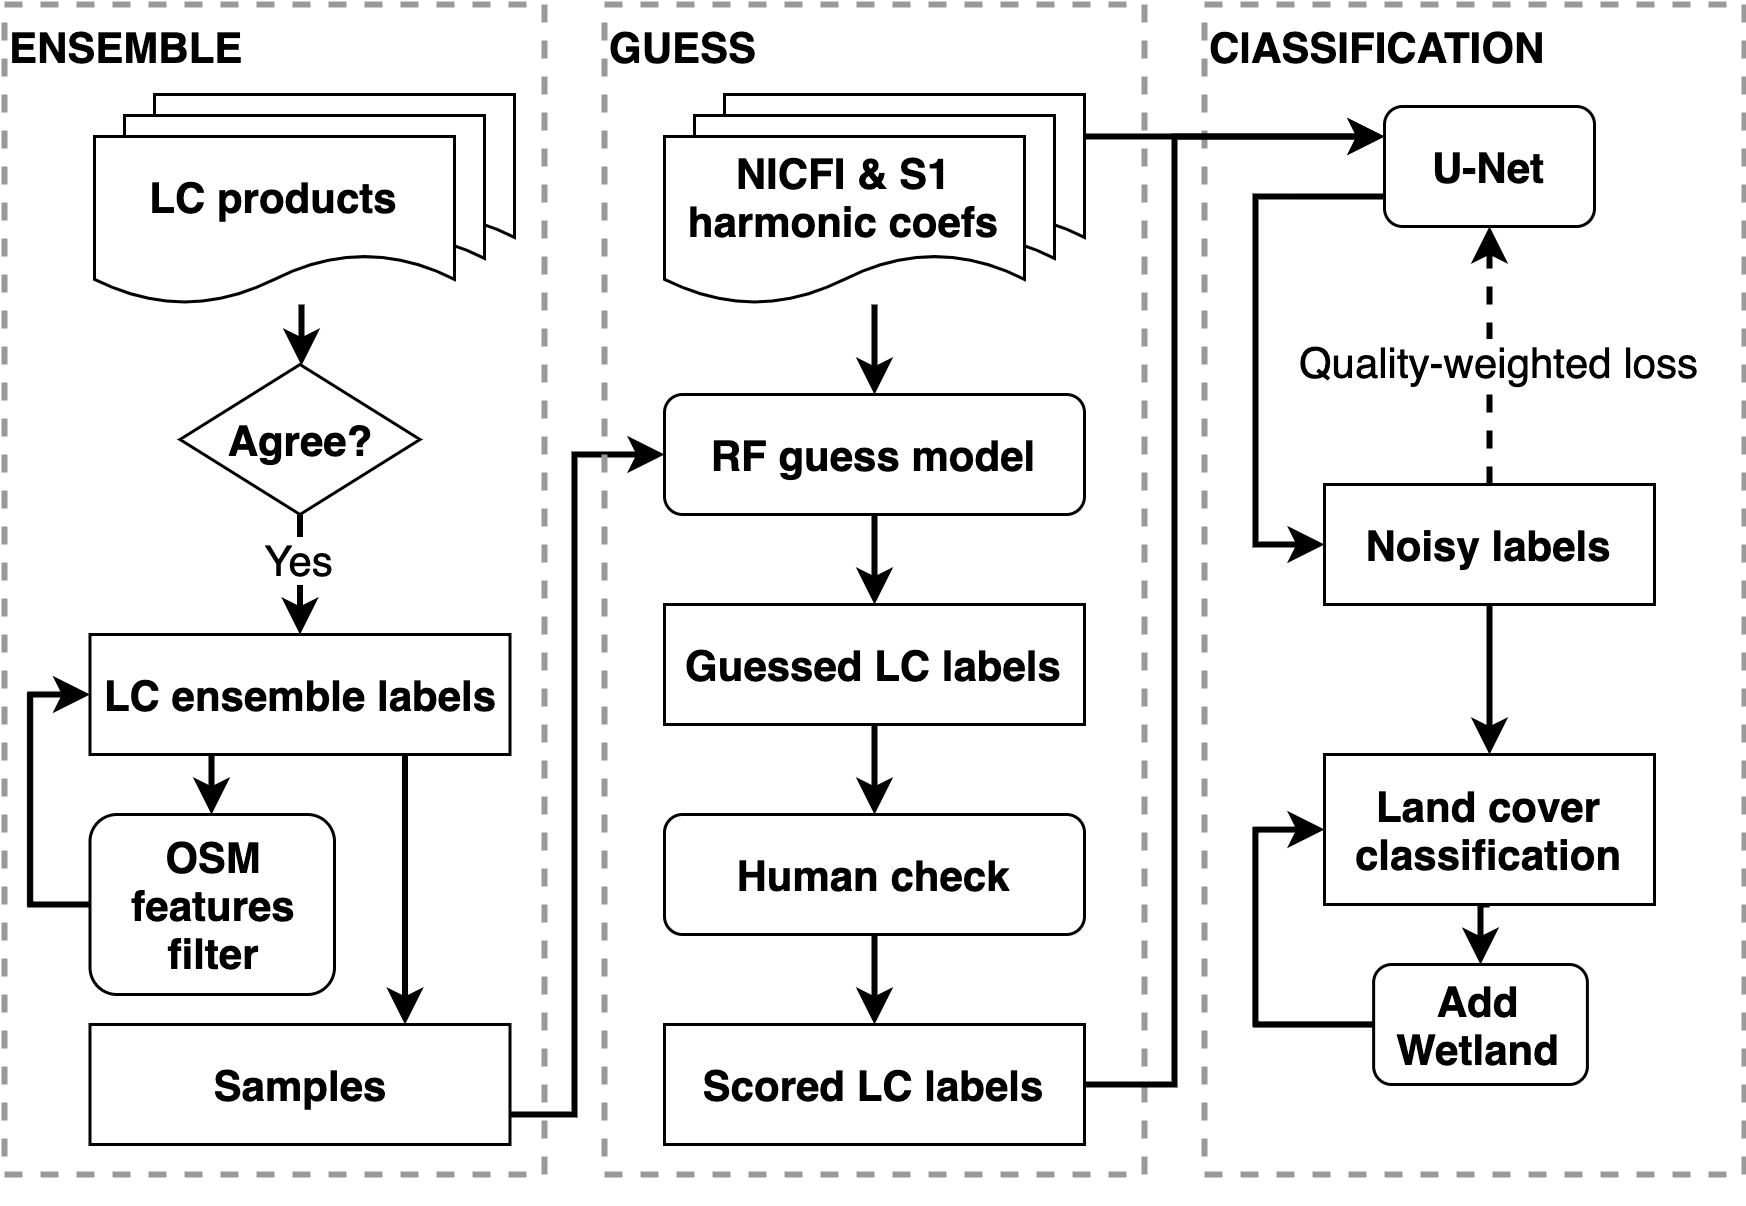 ENSEMBLE
LC products
Agree?
Yes
LC ensemble labels
OSM
features
filter
Samples
GUESS
NICFI & S1
harmonic coefs
RF guess model
Guessed LC labels
Human check
Scored LC labels
ClASSIFICATION
U-Net
Quality-weighted loss
Noisy labels
Land cover
classification
Add
Wetland